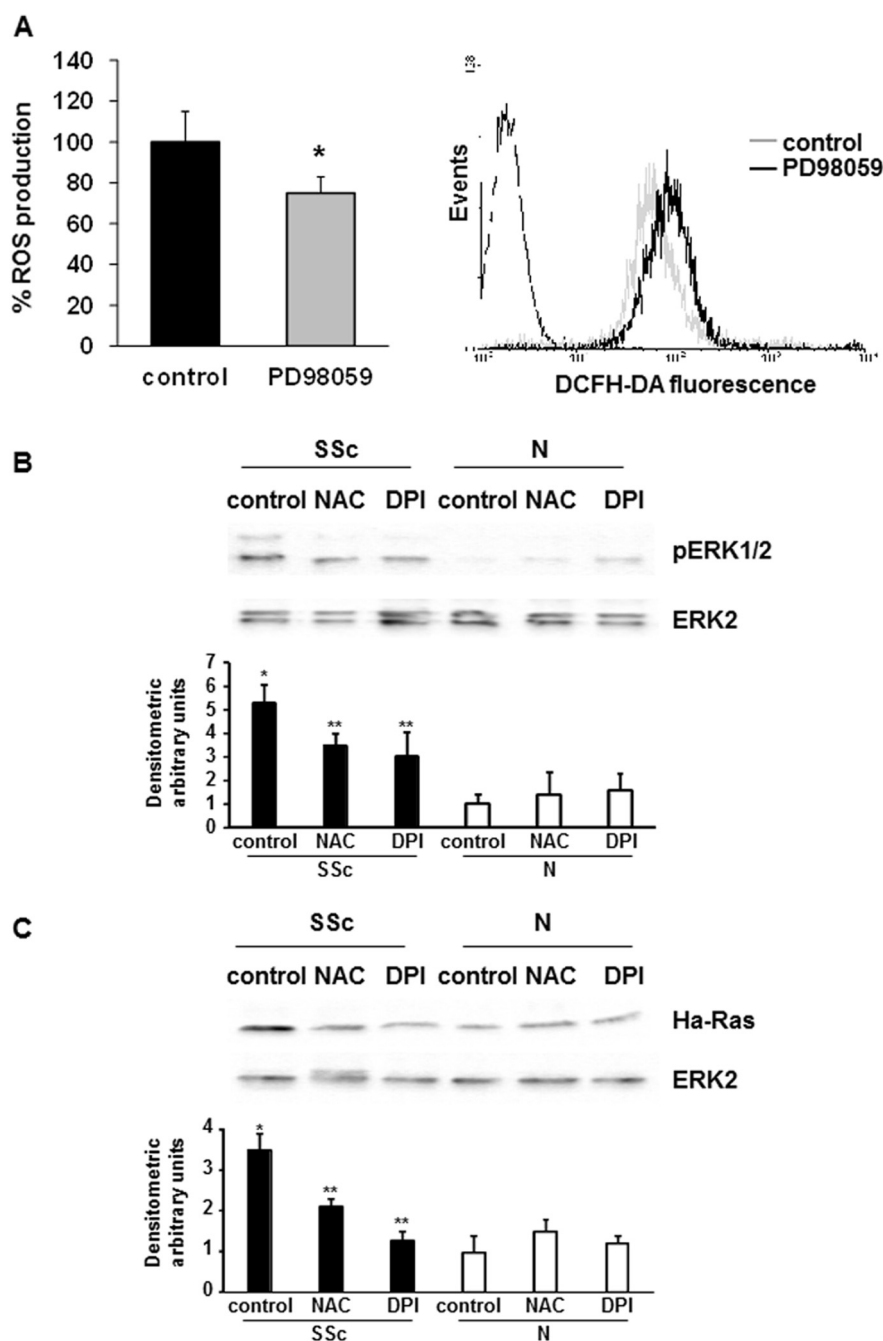 A
140
120
100
80
60
40
20
0
% ROS production
*
control
PD98059
Events
control
PD98059
10⁴
DCFH-DA fluorescence
B
SSc
N
control NAC DPI control NAC DPI
pERK1/2
ERK2
Densitometric
arbitrary units
7
6
5
4
3
2
1
0
*
**
**
control NAC DPI control NAC DPI
SSc
N
C
SSc
N
control NAC DPI control NAC DPI
Ha-Ras
ERK2
Densitometric
arbitrary units
4
3
2
1
0
*
**
**
control NAC DPI control NAC DPI
SSc
N